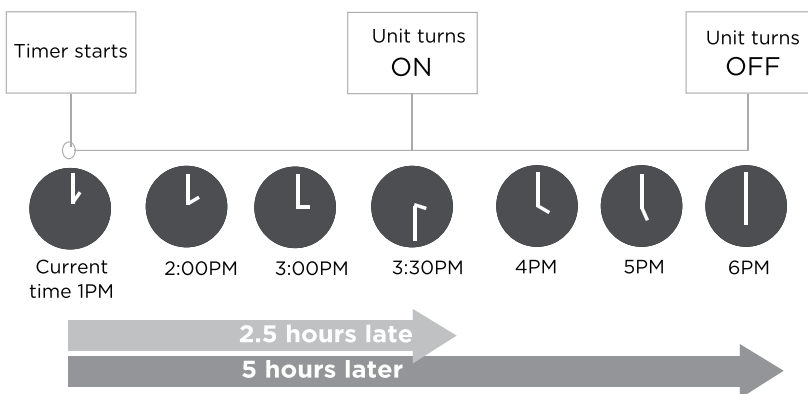 Timer starts
Unit turns
ON
Unit turns
OFF
Current
time 1PM
2:00PM
3:00PM
3:30PM
4PM
5PM
6PM
2.5 hours late
5 hours later